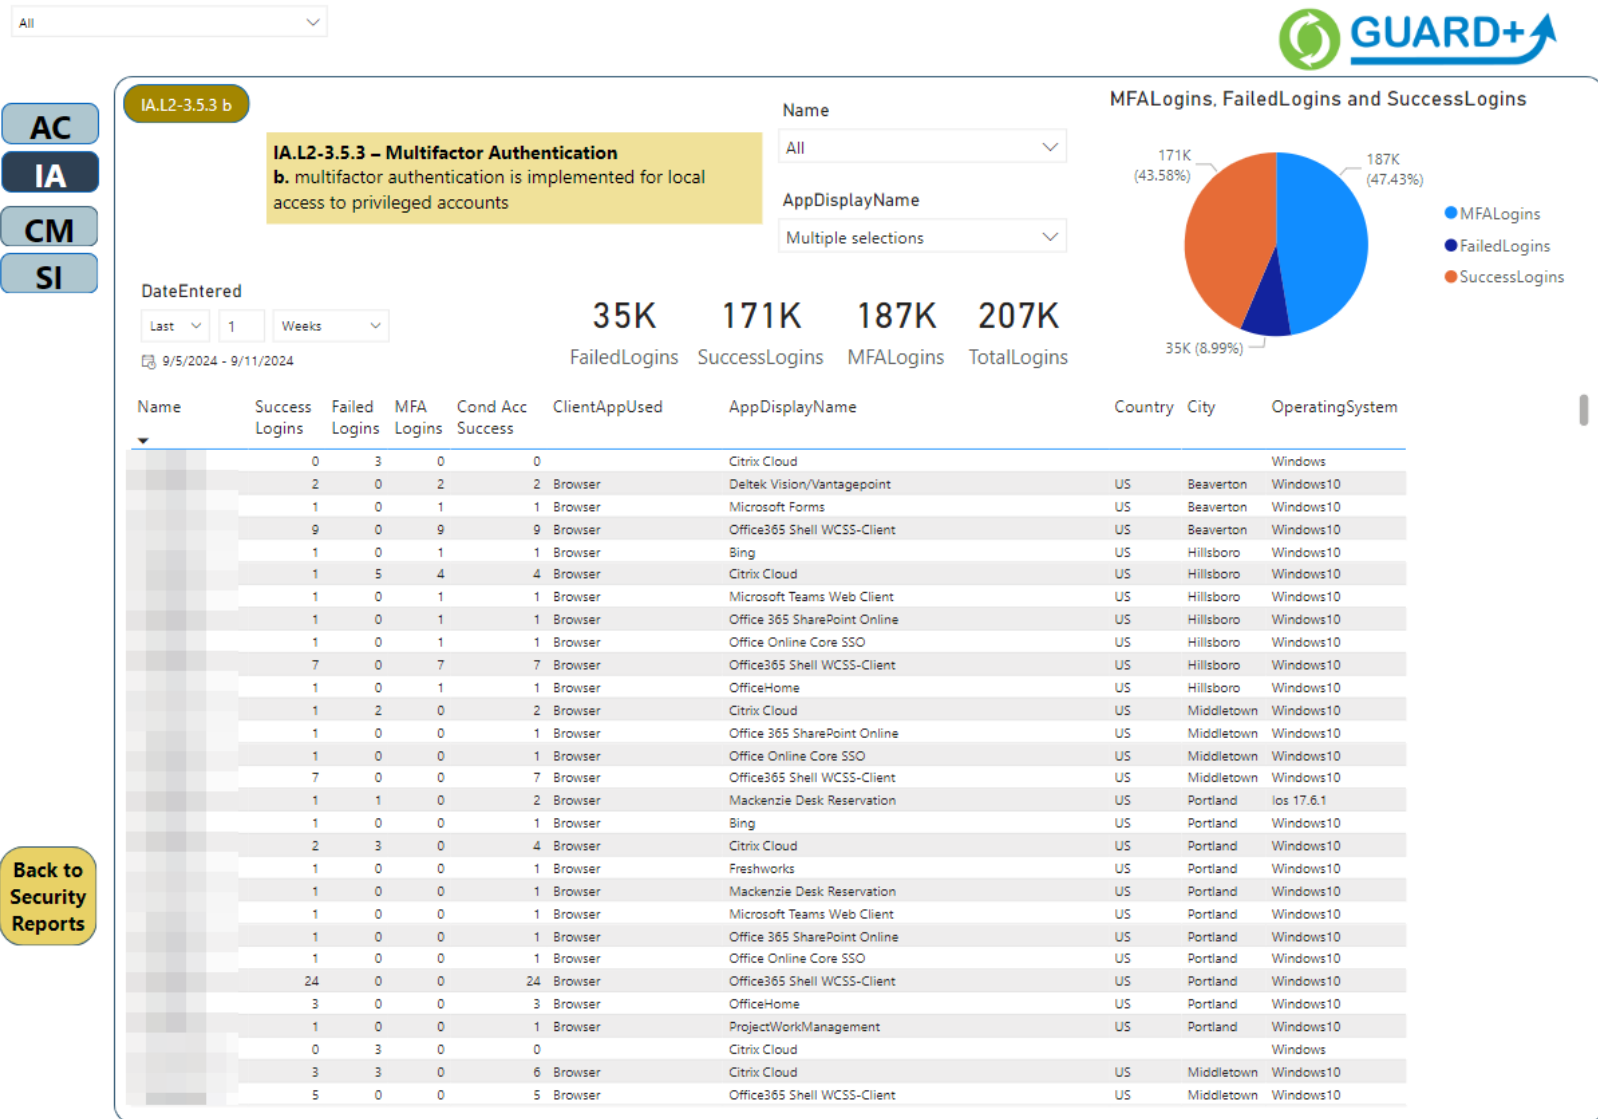 All
GUARD+
AC
IA
CM
SI
Back to
Security
Reports
IA.L2-3.5.3 b
IA.L2-3.5.3 – Multifactor Authentication
b. multifactor authentication is implemented for local
access to privileged accounts
Name
All
AppDisplayName
Multiple selections
MFALogins, FailedLogins and SuccessLogins
171K
(43.58%)
187K
(47.43%)
35K (8.99%)
MFALogins
FailedLogins
SuccessLogins
DateEntered
Last 1 Weeks
9/5/2024 - 9/11/2024
35K 171K 187K 207K
FailedLogins SuccessLogins MFALogins TotalLogins
Name Success Failed MFA Cond Acc ClientAppUsed AppDisplayName Country City OperatingSystem
Logins Logins Logins Success
0 3 0 0 Citrix Cloud Windows
2 0 2 2 Browser Deltek Vision/Vantagepoint US Beaverton Windows10
1 0 1 1 Browser Microsoft Forms US Beaverton Windows10
9 0 9 9 Browser Office365 Shell WCSS-Client US Beaverton Windows10
1 0 1 1 Browser Bing US Hillsboro Windows10
1 5 4 4 Browser Citrix Cloud US Hillsboro Windows10
1 0 1 1 Browser Microsoft Teams Web Client US Hillsboro Windows10
1 0 1 1 Browser Office 365 SharePoint Online US Hillsboro Windows10
1 0 1 1 Browser Office Online Core SSO US Hillsboro Windows10
7 0 7 7 Browser Office365 Shell WCSS-Client US Hillsboro Windows10
1 0 1 1 Browser OfficeHome US Hillsboro Windows10
1 2 0 2 Browser Citrix Cloud US Middletown Windows10
1 0 0 1 Browser Office 365 SharePoint Online US Middletown Windows10
1 0 0 1 Browser Office Online Core SSO US Middletown Windows10
7 0 0 7 Browser Office365 Shell WCSS-Client US Middletown Windows10
1 1 0 2 Browser Mackenzie Desk Reservation US Portland Ios 17.6.1
1 0 0 1 Browser Bing US Portland Windows10
2 3 0 4 Browser Citrix Cloud US Portland Windows10
1 0 0 1 Browser Freshworks US Portland Windows10
1 0 0 1 Browser Mackenzie Desk Reservation US Portland Windows10
1 0 0 1 Browser Microsoft Teams Web Client US Portland Windows10
1 0 0 1 Browser Office 365 SharePoint Online US Portland Windows10
1 0 0 1 Browser Office Online Core SSO US Portland Windows10
24 0 0 24 Browser Office365 Shell WCSS-Client US Portland Windows10
3 0 0 3 Browser OfficeHome US Portland Windows10
1 0 0 1 Browser ProjectWorkManagement US Portland Windows10
0 3 0 0 Citrix Cloud Windows
3 3 0 6 Browser Citrix Cloud US Middletown Windows10
5 0 0 5 Browser Office365 Shell WCSS-Client US Middletown Windows10